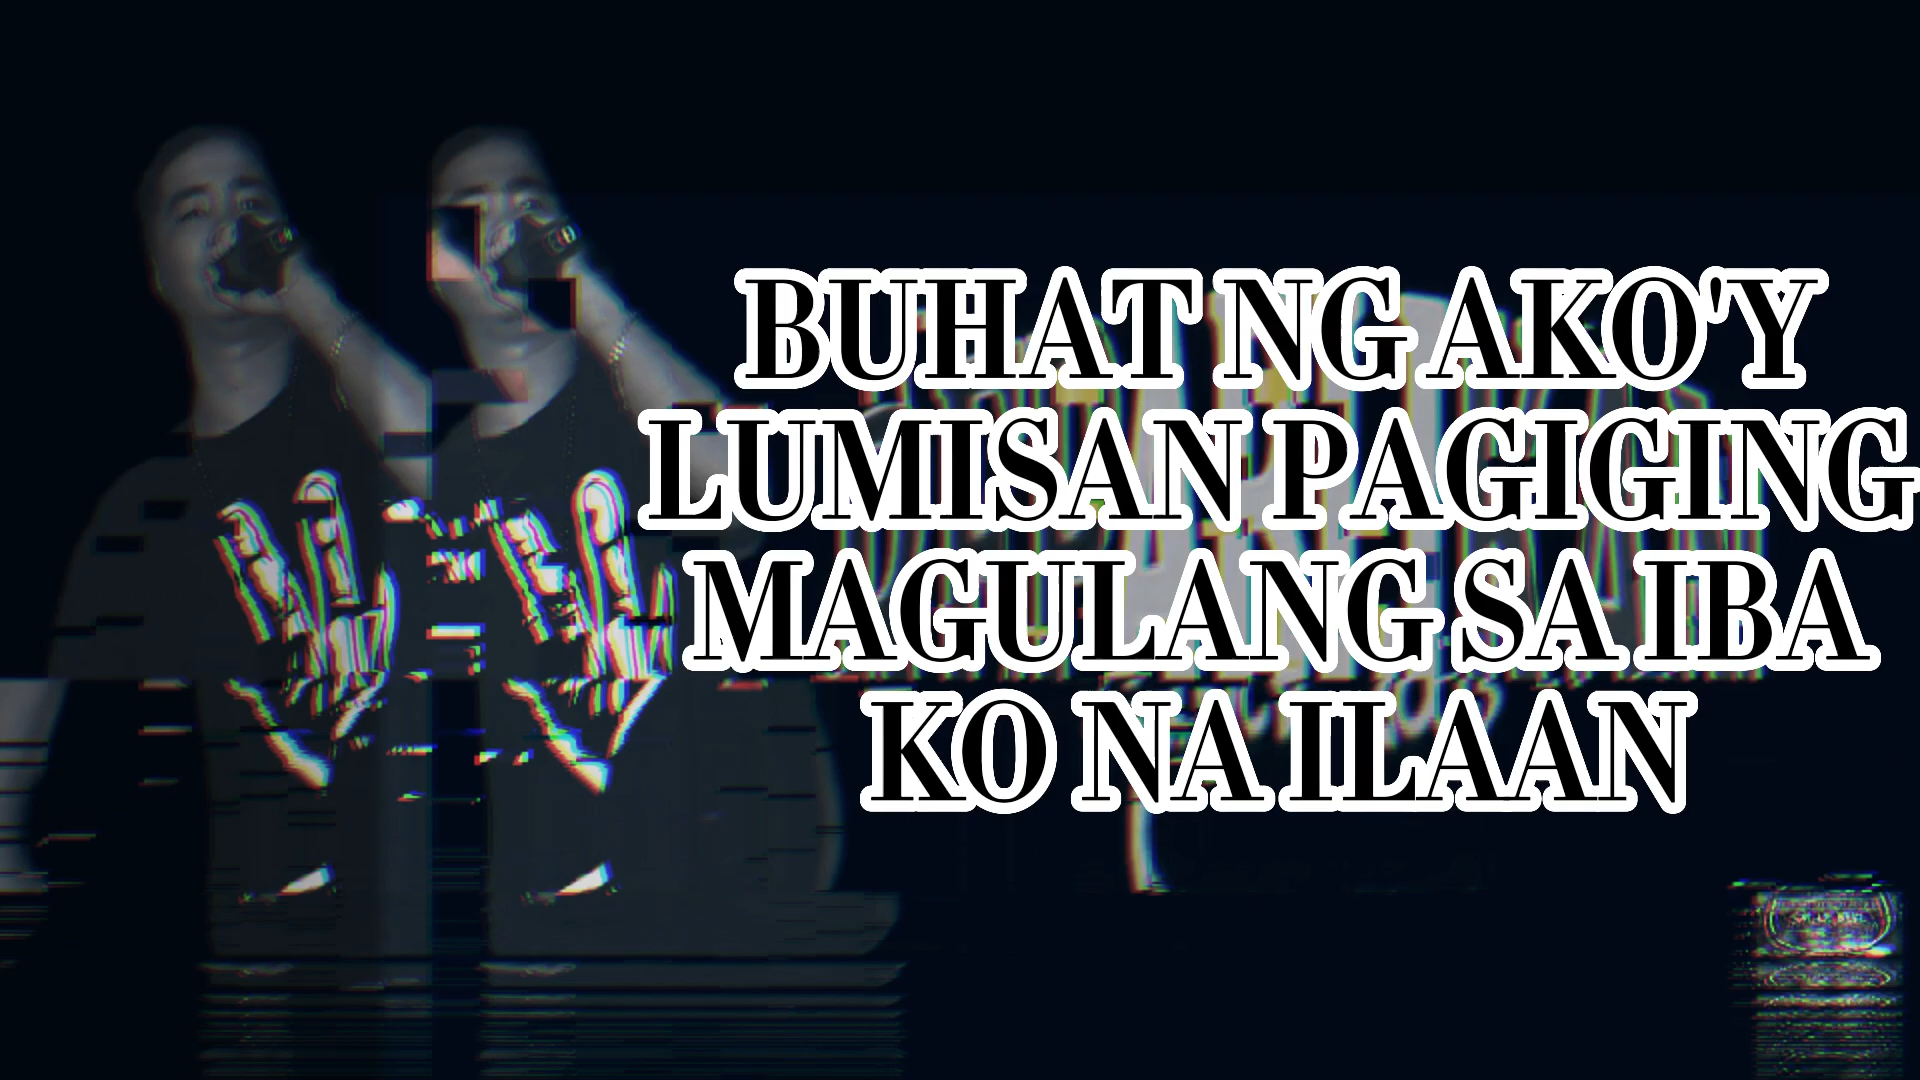 BUHAT NG AKO'Y
LUMISAN PAGIGING
MAGULANG SA IBA
KO NA ILAAN